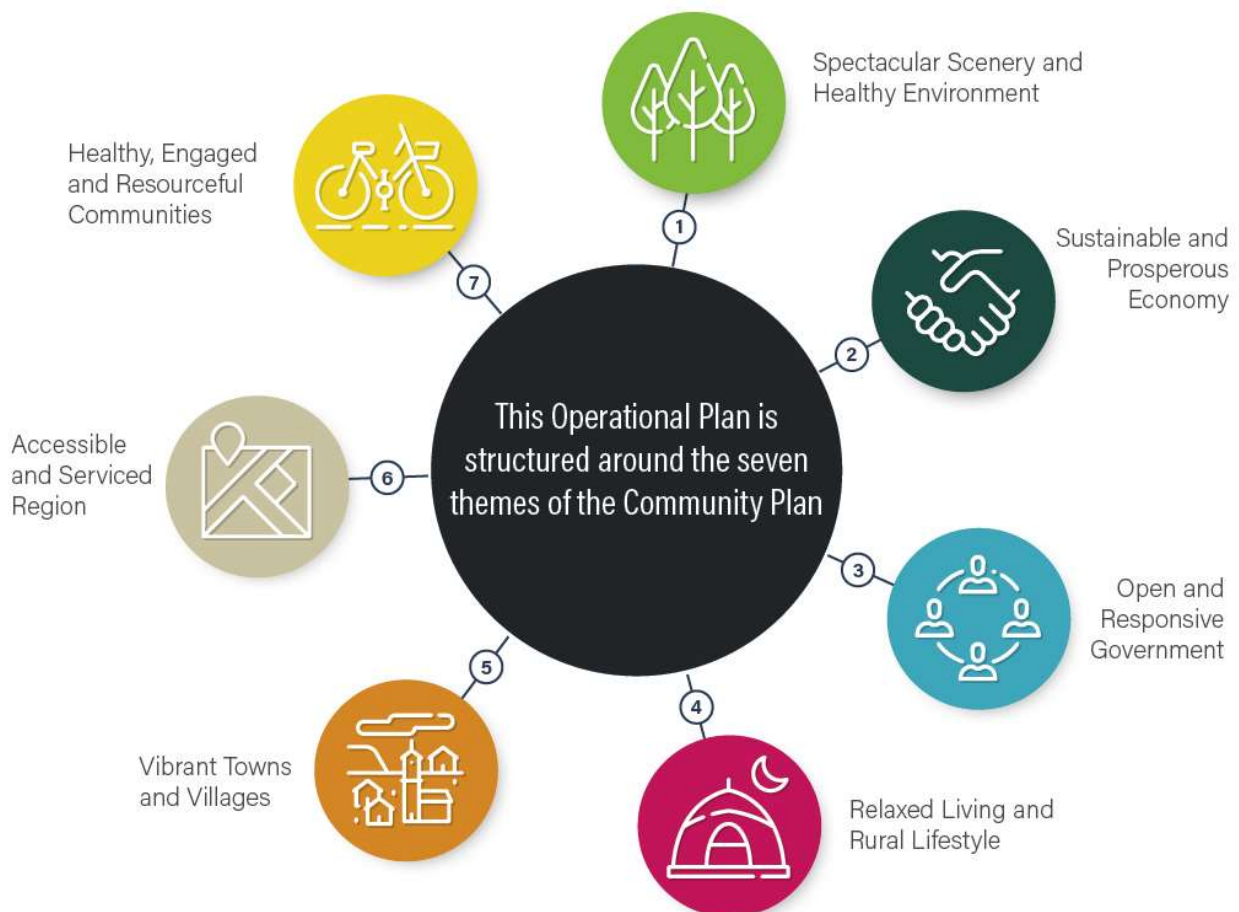 Spectacular Scenery and
Healthy Environment
1
Sustainable and
Prosperous
Economy
2
Open and
Responsive
Government
3
Relaxed Living and
Rural Lifestyle
4
Vibrant Towns
and Villages
5
Accessible
and Serviced
Region
6
Healthy, Engaged
and Resourceful
Communities
7
This Operational Plan is
structured around the seven
themes of the Community Plan